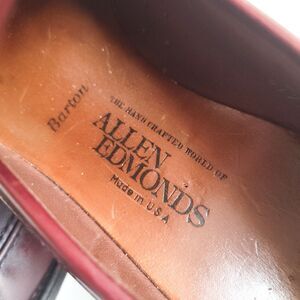 Barton
THE HAND CRAFTED WORLD OF
ALLEN
EDMONDS
Made in U S A